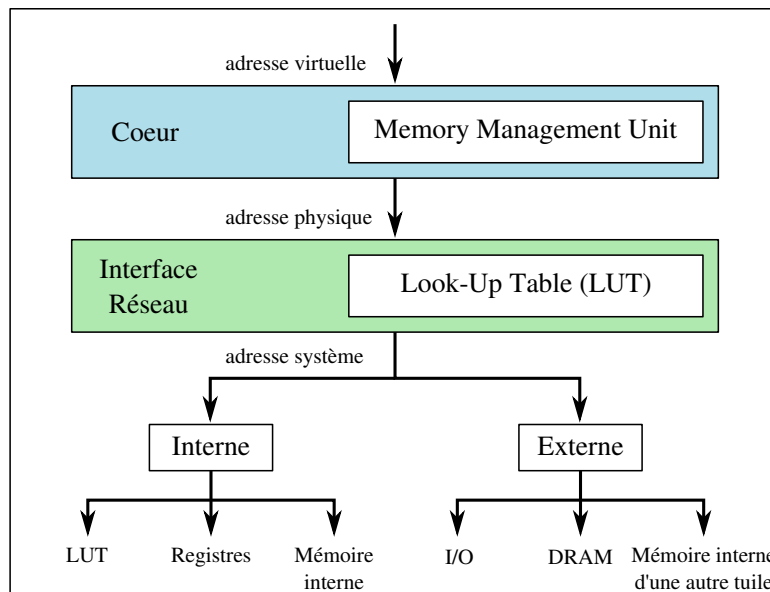 adresse virtuelle
Coeur
Memory Management Unit
adresse physique
Interface
Réseau
Look-Up Table (LUT)
adresse système
Interne
Externe
LUT
Registres
Mémoire
interne
I/O
DRAM
Mémoire interne
d'une autre tuile